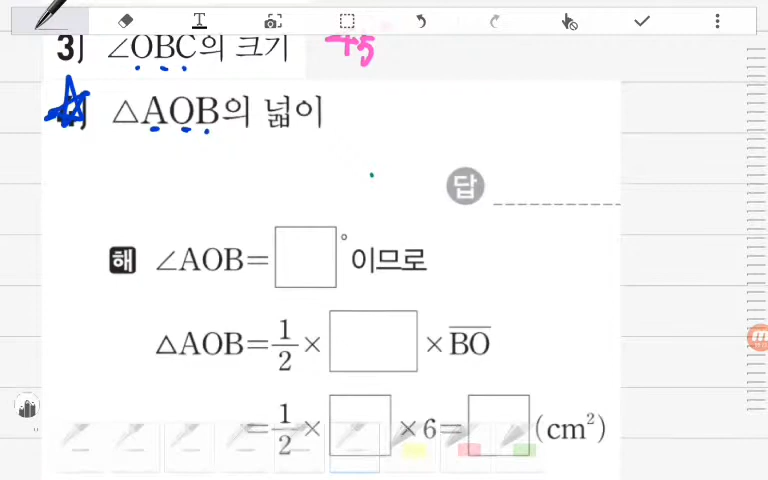 3) ∠OBC의 크기 45
△AOB의 넓이
답
해 ∠AOB=□°이므로
△AOB=1/2×□×BO
=1/2×□×6=□(cm²)